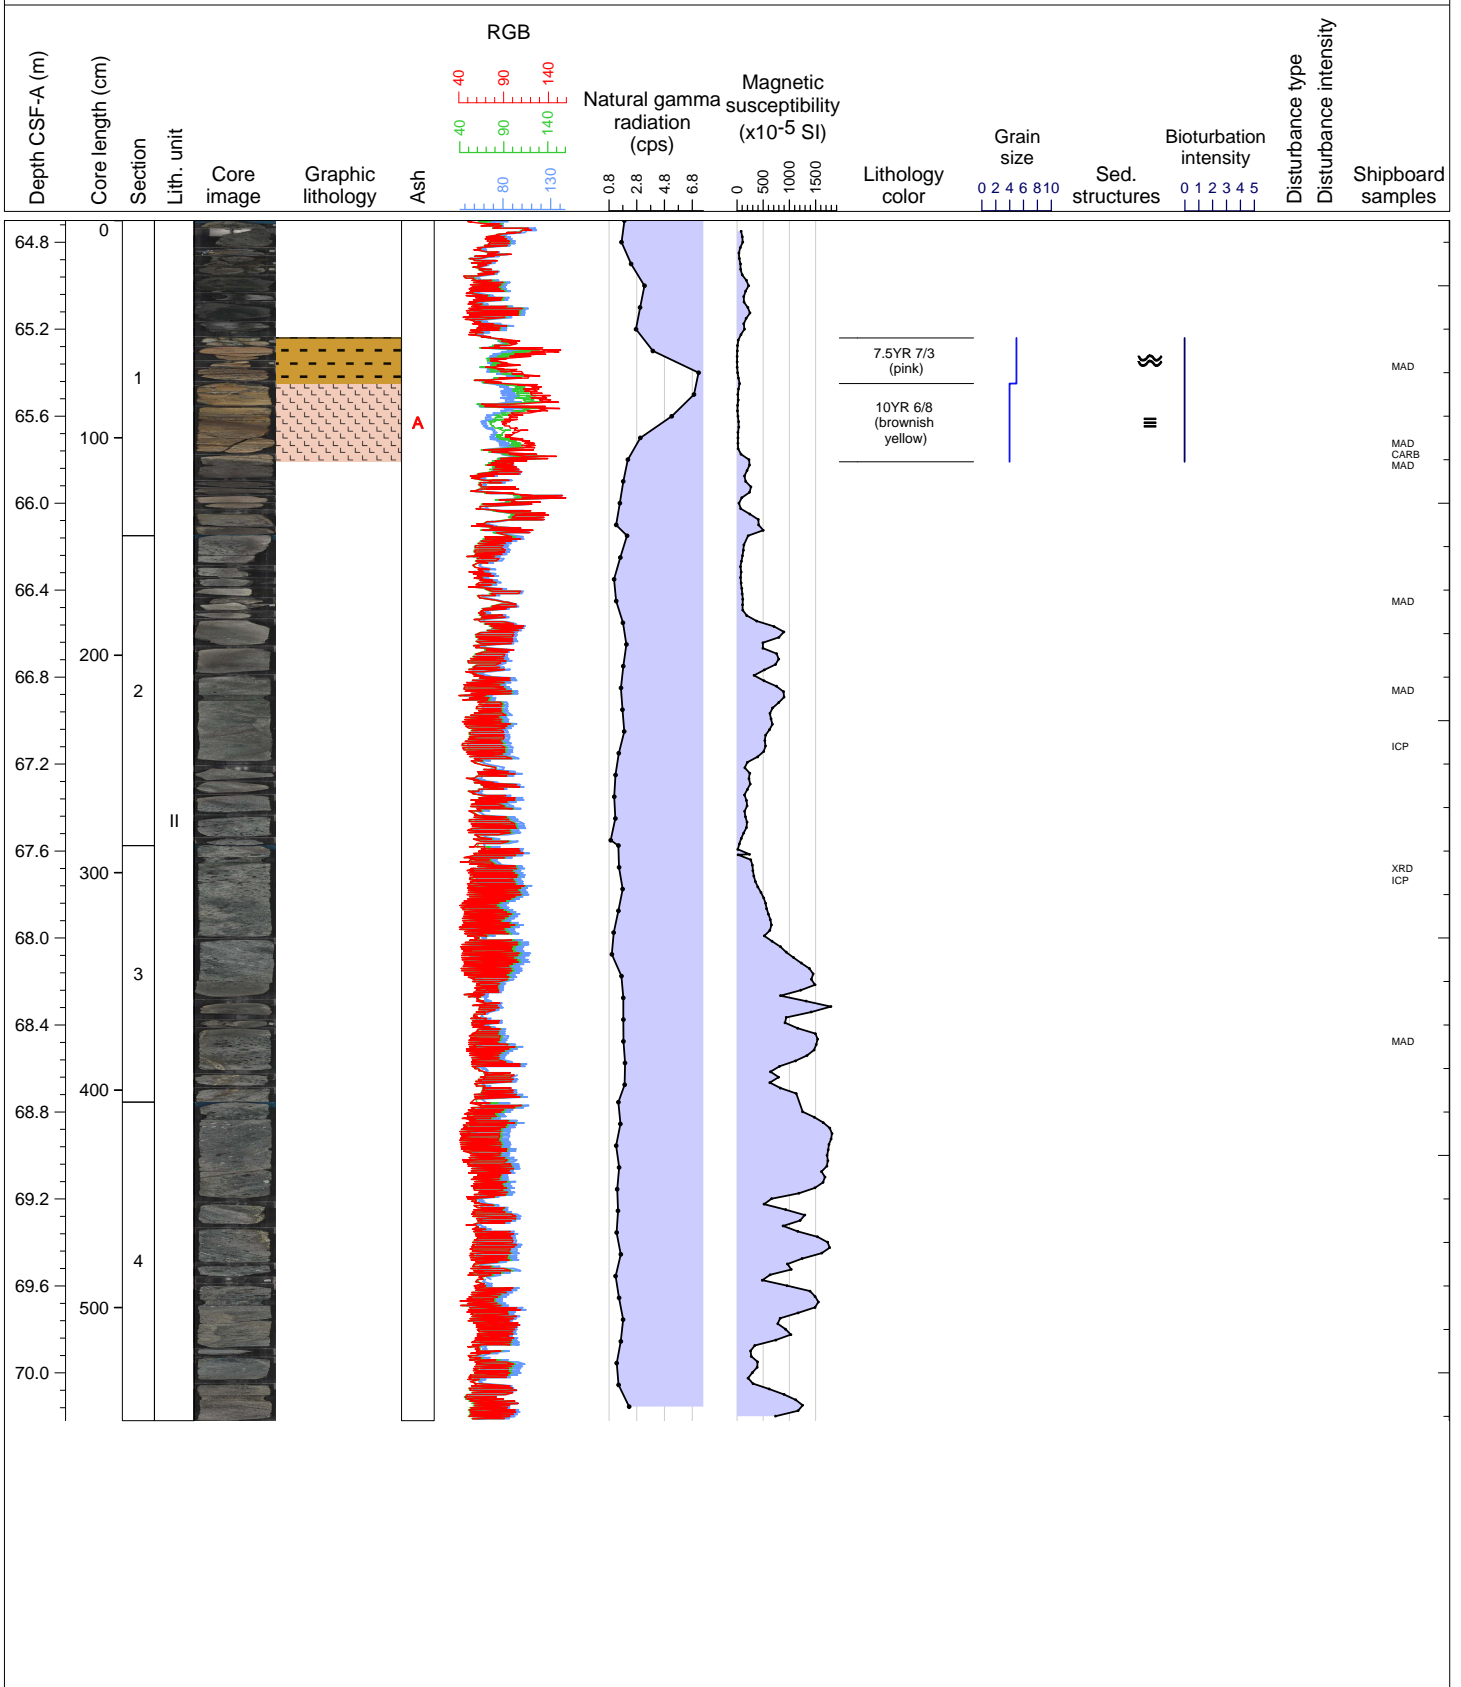 RGB
40 90 140
40 90 140
80 130
Depth CSF-A (m)
Core length (cm)
Section
Lith. unit
Core
image
Graphic
lithology
Ash
Natural gamma
radiation
(cps)
0.8 2.8 4.8 6.8
Magnetic
susceptibility
(x10-5 SI)
0 500 1000 1500
Lithology
color
Grain
size
0 2 4 6 8 10
Sed.
structures
Bioturbation
intensity
0 1 2 3 4 5
Disturbance type
Disturbance intensity
Shipboard
samples
64.8
65.2
65.6
66.0
66.4
66.8
67.2
67.6
68.0
68.4
68.8
69.2
69.6
70.0
0
100
200
300
400
500
1
2
3
4
II
A
7.5YR 7/3
(pink)
10YR 6/8
(brownish
yellow)
MAD
MAD
CARB
MAD
MAD
MAD
ICP
XRD
ICP
MAD